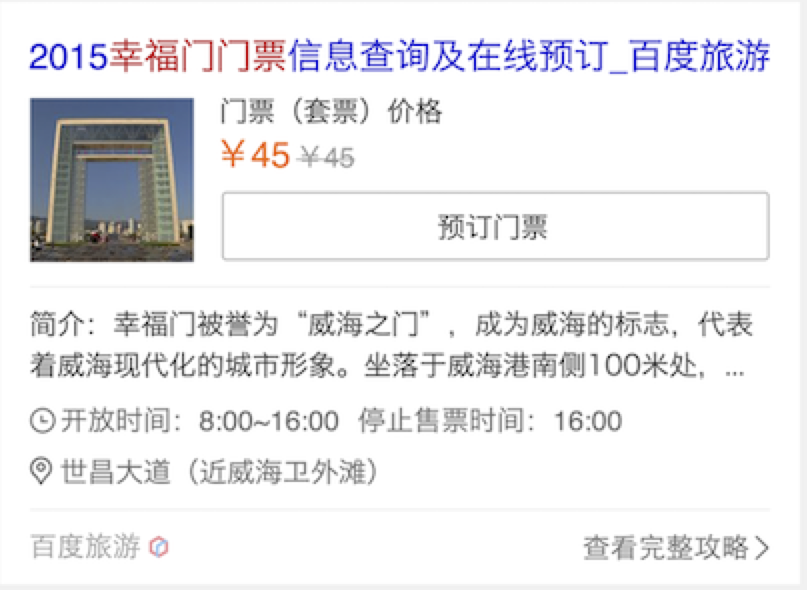 2015幸福门门票信息查询及在线预订_百度旅游
门票（套票）价格
￥45 ￥45
预订门票
简介：幸福门被誉为“威海之门”，成为威海的标志，代表
着威海现代化的城市形象。坐落于威海港南侧100米处，...
开放时间：8:00~16:00 停止售票时间：16:00
世昌大道（近威海卫外滩）
百度旅游
查看完整攻略>